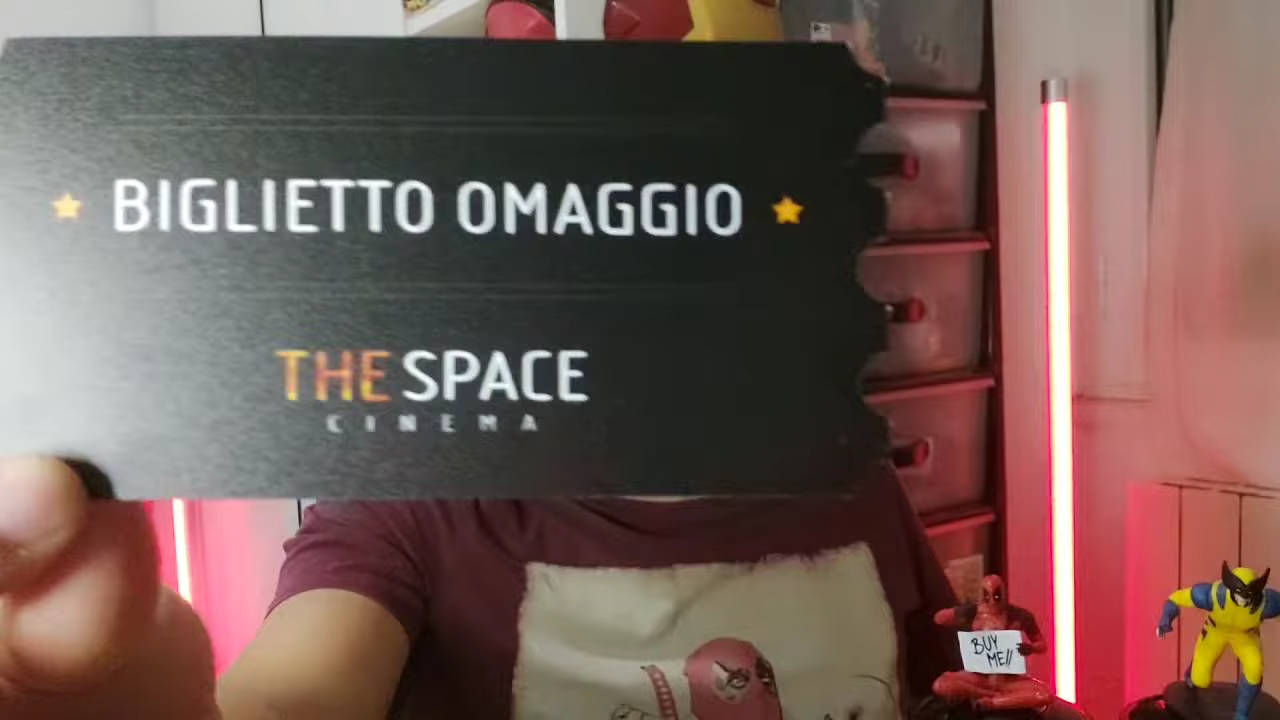 BIGLIETTO OMAGGIO
THE SPACE
CINEMA
BUY
ME!!